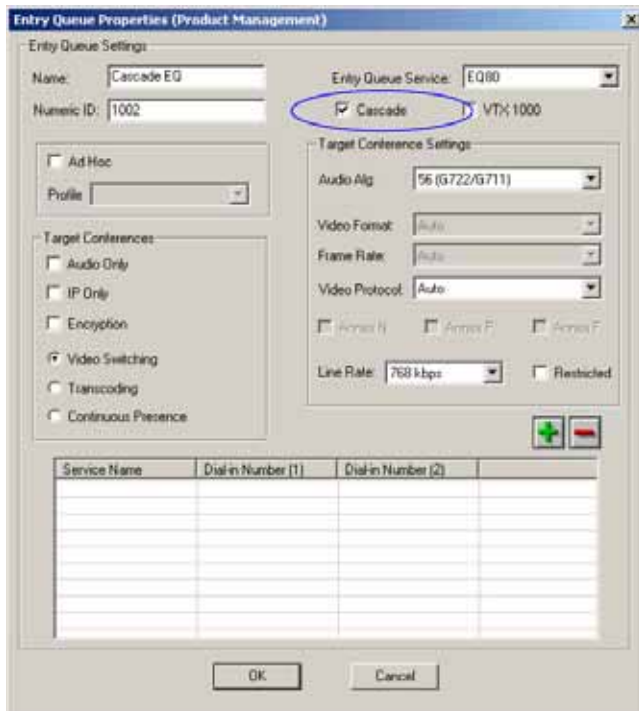 Entry Queue Properties (Product Management)
Entry Queue Settings
Name: Cascade EQ
Entry Queue Service: EQ80
Numeric ID: 1002
Cascade
VTX 1000
Ad Hoc
Profile
Target Conference Settings
Audio Alg: 56 (G722/G711)
Video Format: Auto
Frame Rate: Auto
Video Protocol: Auto
Annex N
Annex P
Annex F
Line Rate: 768 kbps
Restricted
Target Conferences
Audio Only
IP Only
Encryption
Video Switching
Transcoding
Continuous Presence
Service Name
Dial-in Number (1)
Dial-in Number (2)
OK
Cancel